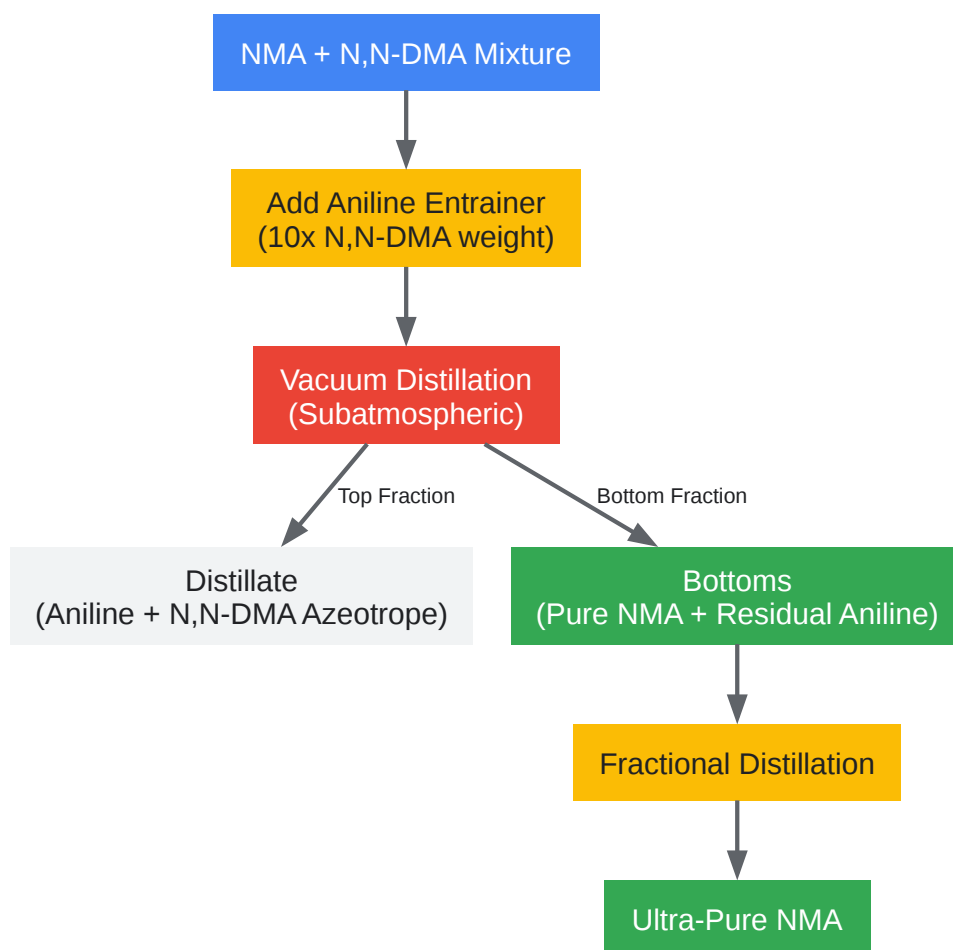 NMA + N,N-DMA Mixture
Add Aniline Entrainer
(10x N,N-DMA weight)
Vacuum Distillation
(Subatmospheric)
Top Fraction
Bottom Fraction
Distillate
(Aniline + N,N-DMA Azeotrope)
Bottoms
(Pure NMA + Residual Aniline)
Fractional Distillation
Ultra-Pure NMA